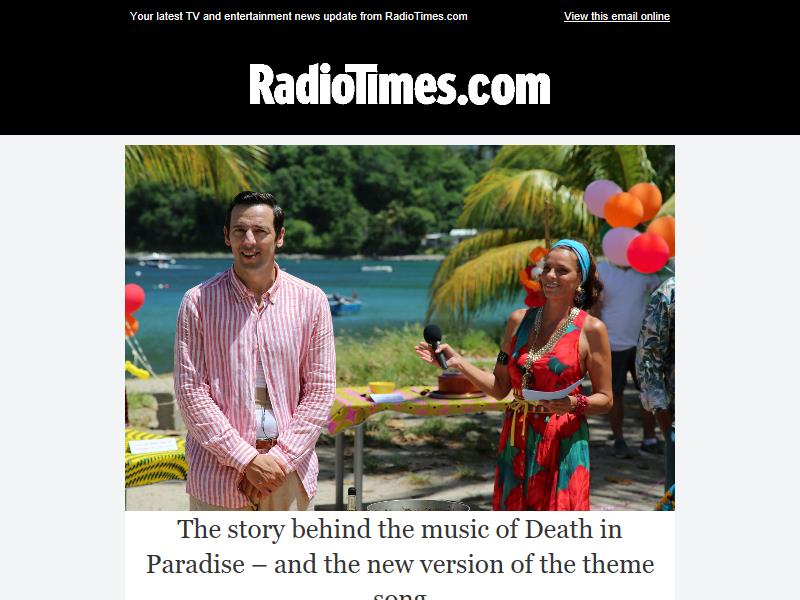 Your latest TV and entertainment news update from RadioTimes.com View this email online
RadioTimes.com
The story behind the music of Death in
Paradise – and the new version of the theme
song